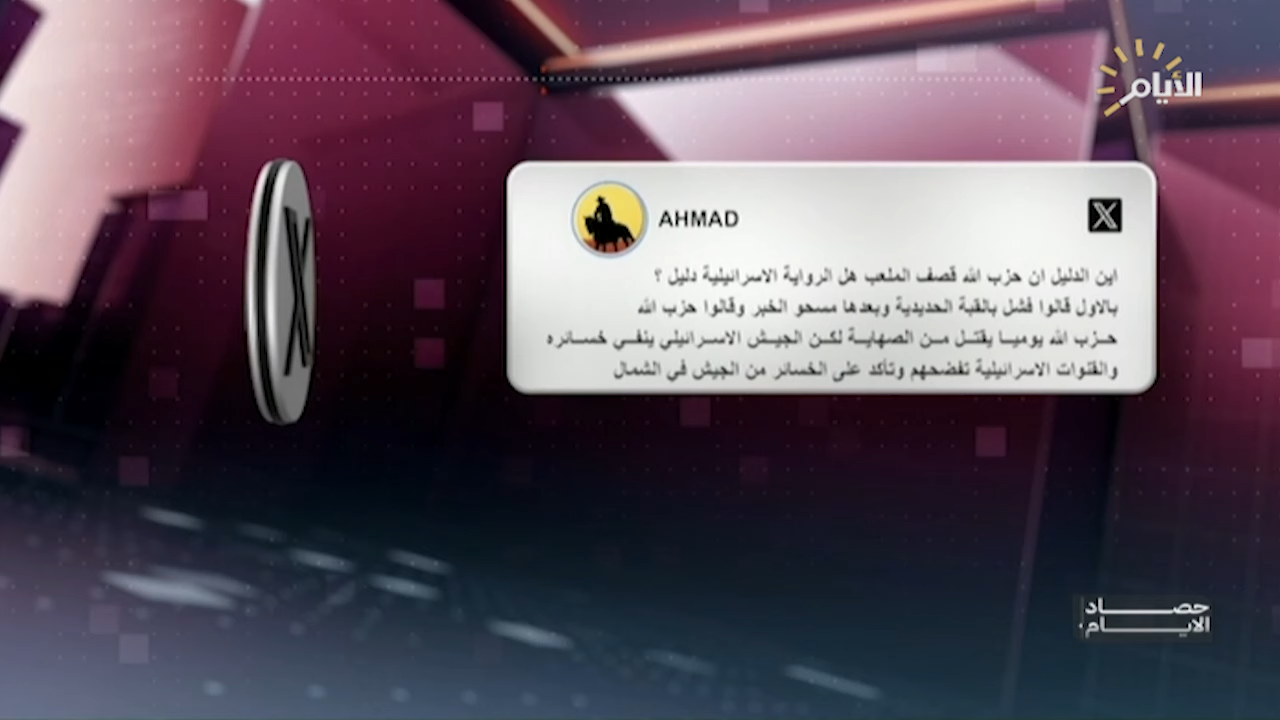 الأيام
AHMAD
اين الدليل ان حزب الله قصف الملعب هل الرواية الاسرائيلية دليل ؟
بالاول قالوا فشل بالقبة الحديدية وبعدها مسحو الخبر وقالوا حزب الله
حزب الله يوميا يقتل من الصهاية لكن الجيش الاسرائيلي ينفي خسائره
والقنوات الاسرائيلية تفضحهم وتأكد على الخسائر من الجيش في الشمال
حصاد
الايام